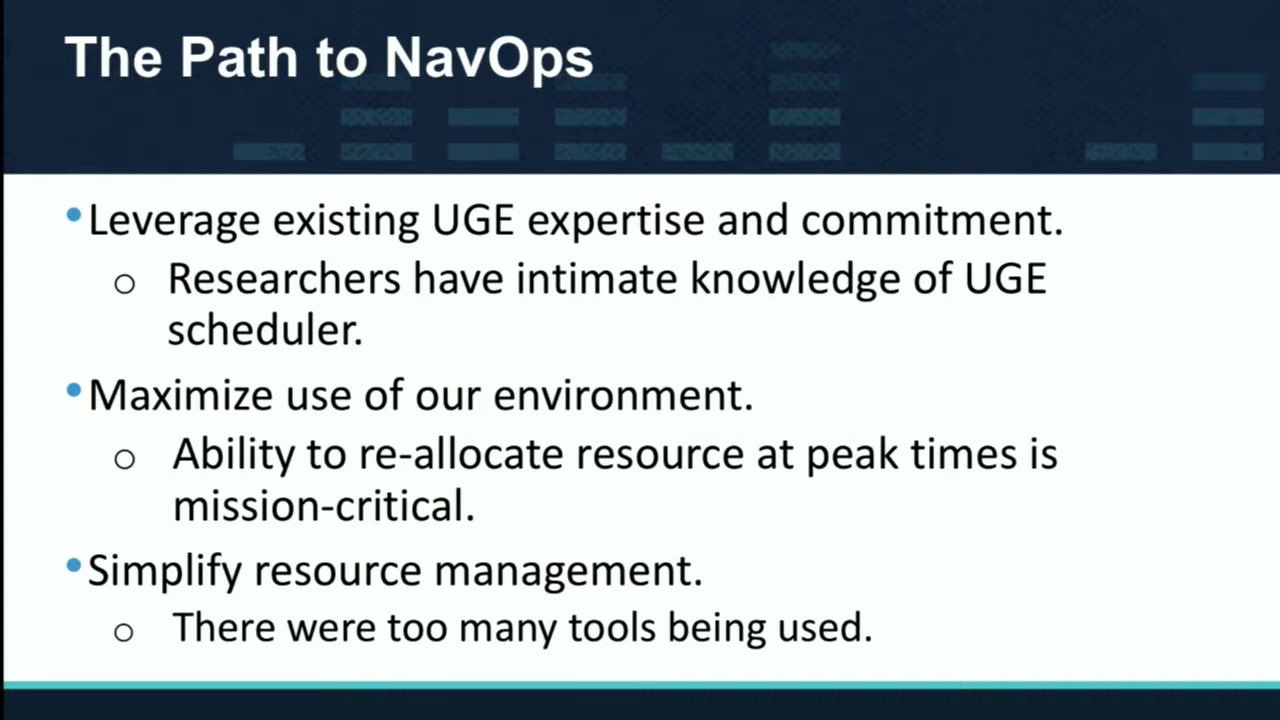 The Path to NavOps
•Leverage existing UGE expertise and commitment.
o Researchers have intimate knowledge of UGE
scheduler.
•Maximize use of our environment.
o Ability to re-allocate resource at peak times is
mission-critical.
•Simplify resource management.
o There were too many tools being used.